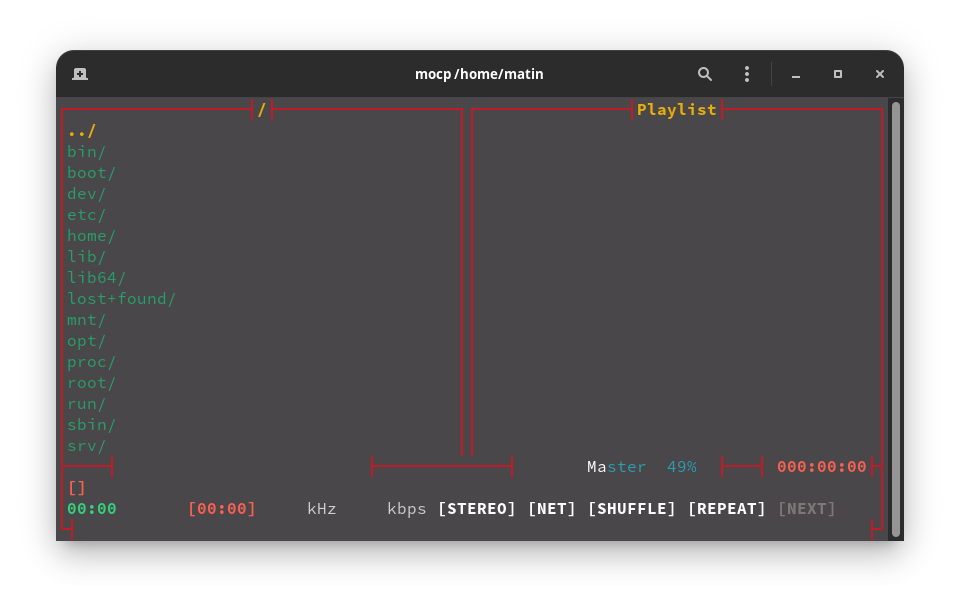 mocp /home/matin
/
Playlist
../
bin/
boot/
dev/
etc/
home/
lib/
lib64/
lost+found/
mnt/
opt/
proc/
root/
run/
sbin/
srv/
Master 49% 000:00:00
[]
00:00 [00:00] kHz kbps [STEREO] [NET] [SHUFFLE] [REPEAT] [NEXT]